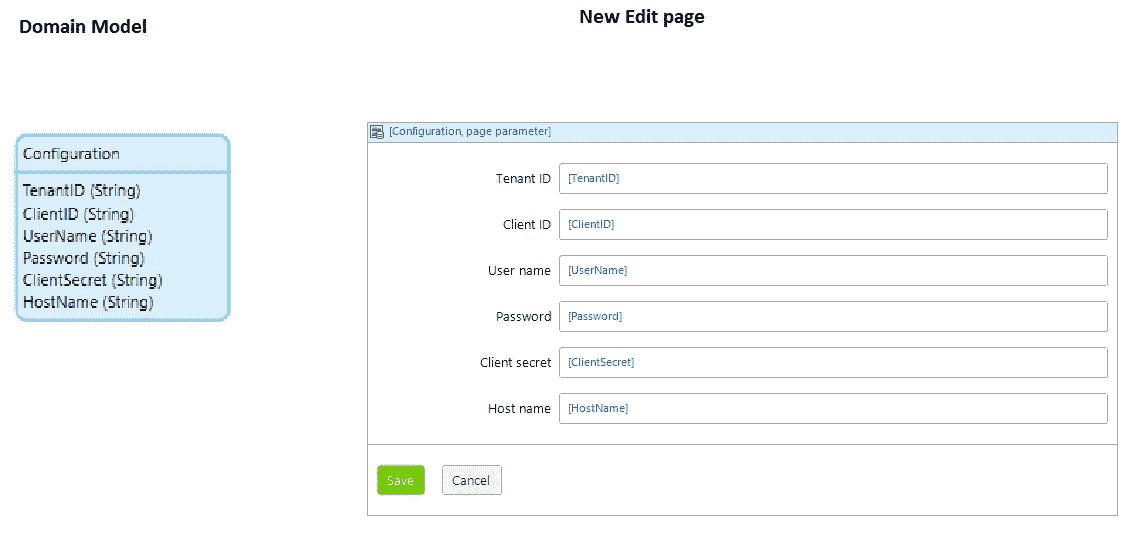 Domain Model
New Edit page
Configuration
TenantID (String)
ClientID (String)
UserName (String)
Password (String)
ClientSecret (String)
HostName (String)
[Configuration, page parameter]
Tenant ID [TenantID]
Client ID [ClientID]
User name [UserName]
Password [Password]
Client secret [ClientSecret]
Host name [HostName]
Save Cancel